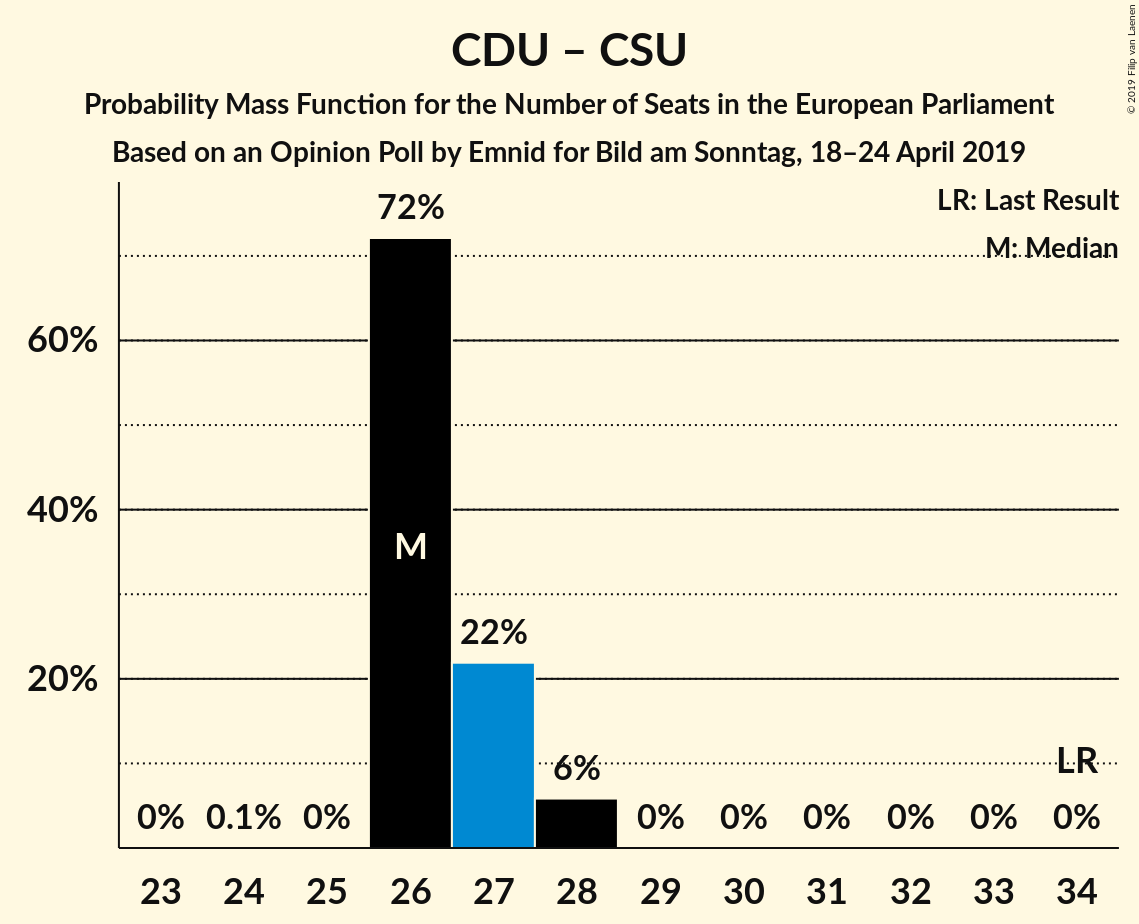 CDU – CSU
Probability Mass Function for the Number of Seats in the European Parliament
Based on an Opinion Poll by Emnid for Bild am Sonntag, 18–24 April 2019
© 2019 Filip van Laenen
LR: Last Result
M: Median
72%
60%
40%
M
22%
20%
6%
LR
0% 0.1% 0% 0% 0% 0% 0% 0% 0%
23 24 25 26 27 28 29 30 31 32 33 34